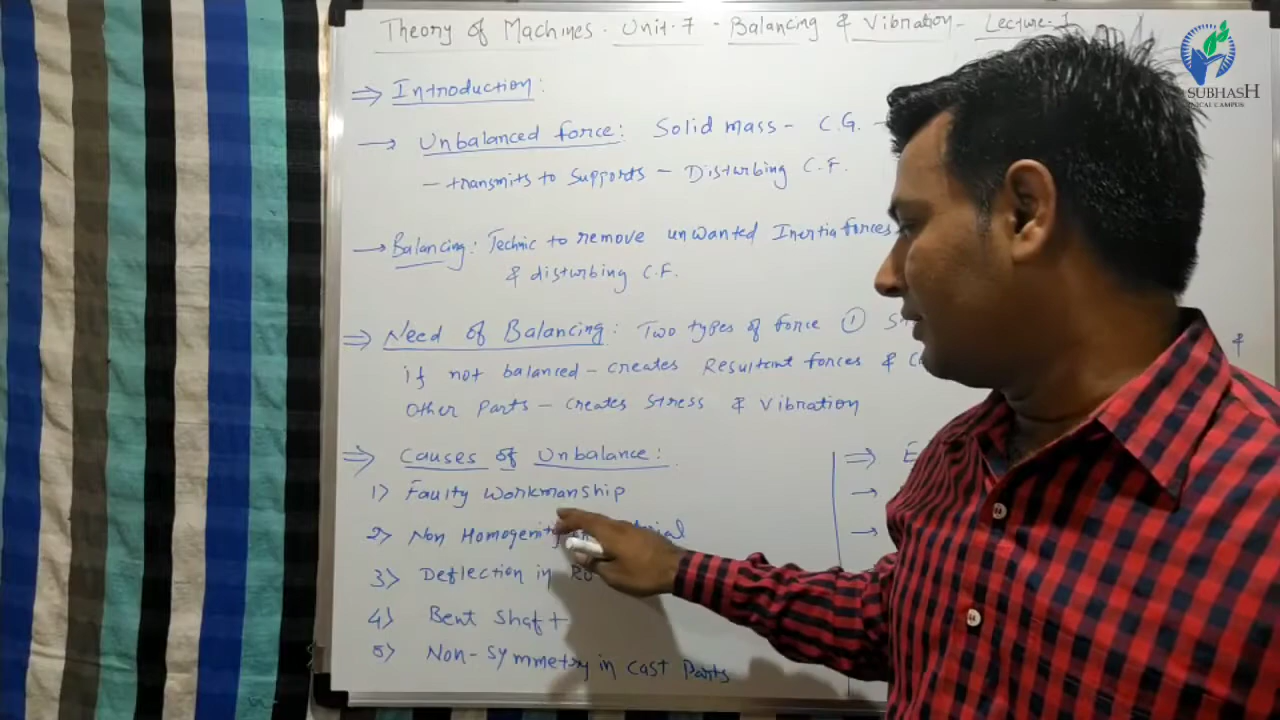 Theory of Machines. Unit-7 - Balancing & Vibration - Lecture-1
SUBHASH
CAMPUS
⇒ Introduction:
→ Unbalanced force: Solid mass - C.G. -
- transmits to Supports - Disturbing C.F.
→ Balancing: Technic to remove unwanted Inertia forces
& disturbing C.F.
⇒ Need of Balancing: Two types of force ①
if not balanced - creates Resultant forces & &
Other Parts - creates stress & vibration
⇒ Causes of Unbalance:
1) Faulty Workmanship
2) Non Homogenity
3) Deflection in
4) Bent Shaft
5) Non-Symmetry in cast Parts
⇒
→
→